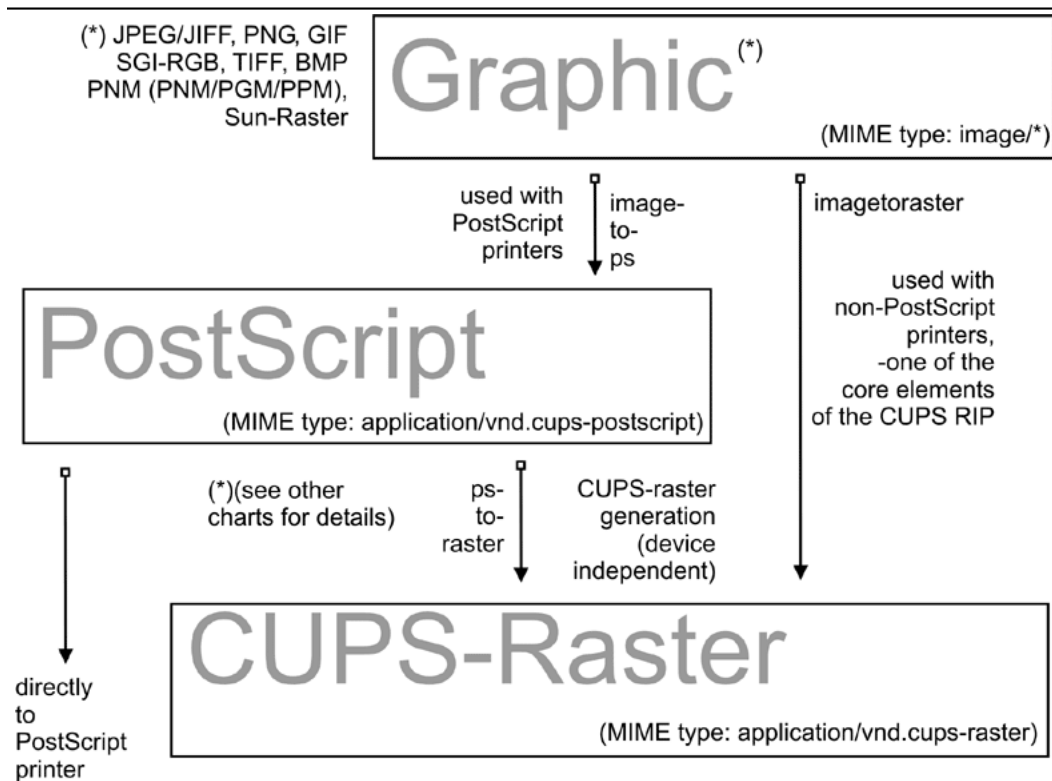 (*) JPEG/JIFF, PNG, GIF
SGI-RGB, TIFF, BMP
PNM (PNM/PGM/PPM),
Sun-Raster
Graphic(*)
(MIME type: image/*)
used with
PostScript
printers
image-
to-
ps
imagetoraster
used with
non-PostScript
printers,
-one of the
core elements
of the CUPS RIP
PostScript
(MIME type: application/vnd.cups-postscript)
(*)(see other
charts for details)
ps-
to-
raster
CUPS-raster
generation
(device
independent)
CUPS-Raster
(MIME type: application/vnd.cups-raster)
directly
to
PostScript
printer